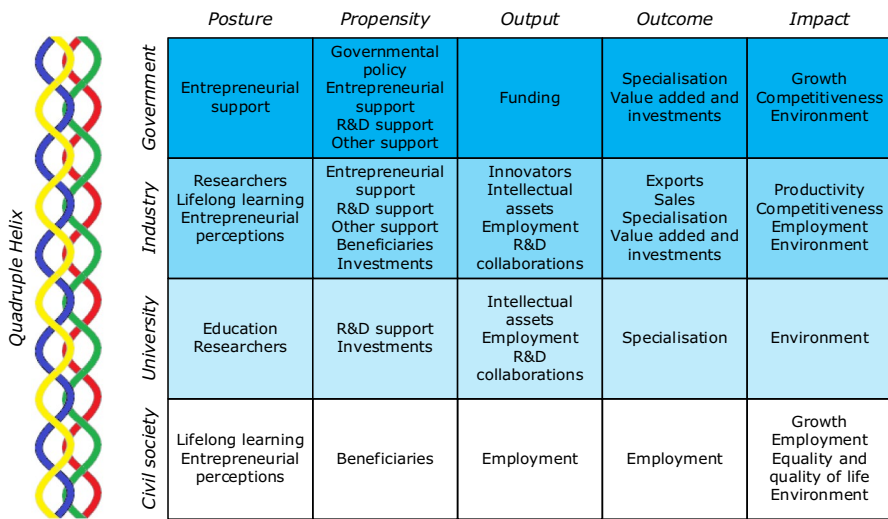 Posture Propensity Output Outcome Impact
Quadruple Helix
Government
Entrepreneurial
support
Governmental
policy
Entrepreneurial
support
R&D support
Other support
Funding
Specialisation
Value added and
investments
Growth
Competitiveness
Environment
Industry
Researchers
Lifelong learning
Entrepreneurial
perceptions
Entrepreneurial
support
R&D support
Other support
Beneficiaries
Investments
Innovators
Intellectual
assets
Employment
R&D
collaborations
Exports
Sales
Specialisation
Value added and
investments
Productivity
Competitiveness
Employment
Environment
University
Education
Researchers
R&D support
Investments
Intellectual
assets
Employment
R&D
collaborations
Specialisation
Environment
Civil society
Lifelong learning
Entrepreneurial
perceptions
Beneficiaries
Employment
Employment
Growth
Employment
Equality and
quality of life
Environment